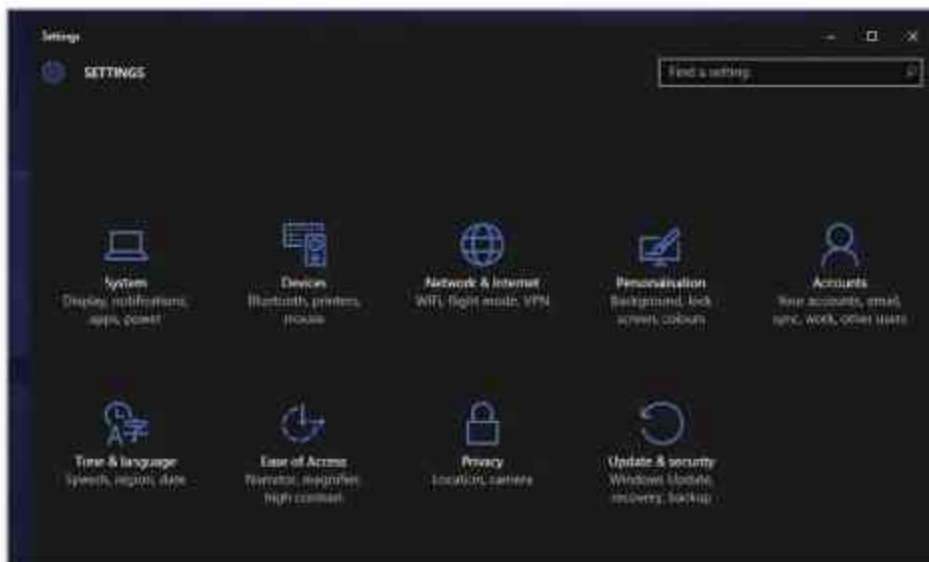 Settings
SETTINGS
Find a setting
System
Display, notifications,
apps, power
Devices
Bluetooth, printers,
mouse
Network & Internet
WiFi, flight mode, VPN
Personalisation
Background, lock
screen, colours
Accounts
Your accounts, email,
sync, work, other users
Time & language
Speech, region, date
Ease of Access
Narrator, magnifier,
high contrast
Privacy
Location, camera
Update & security
Windows Update,
recovery, backup